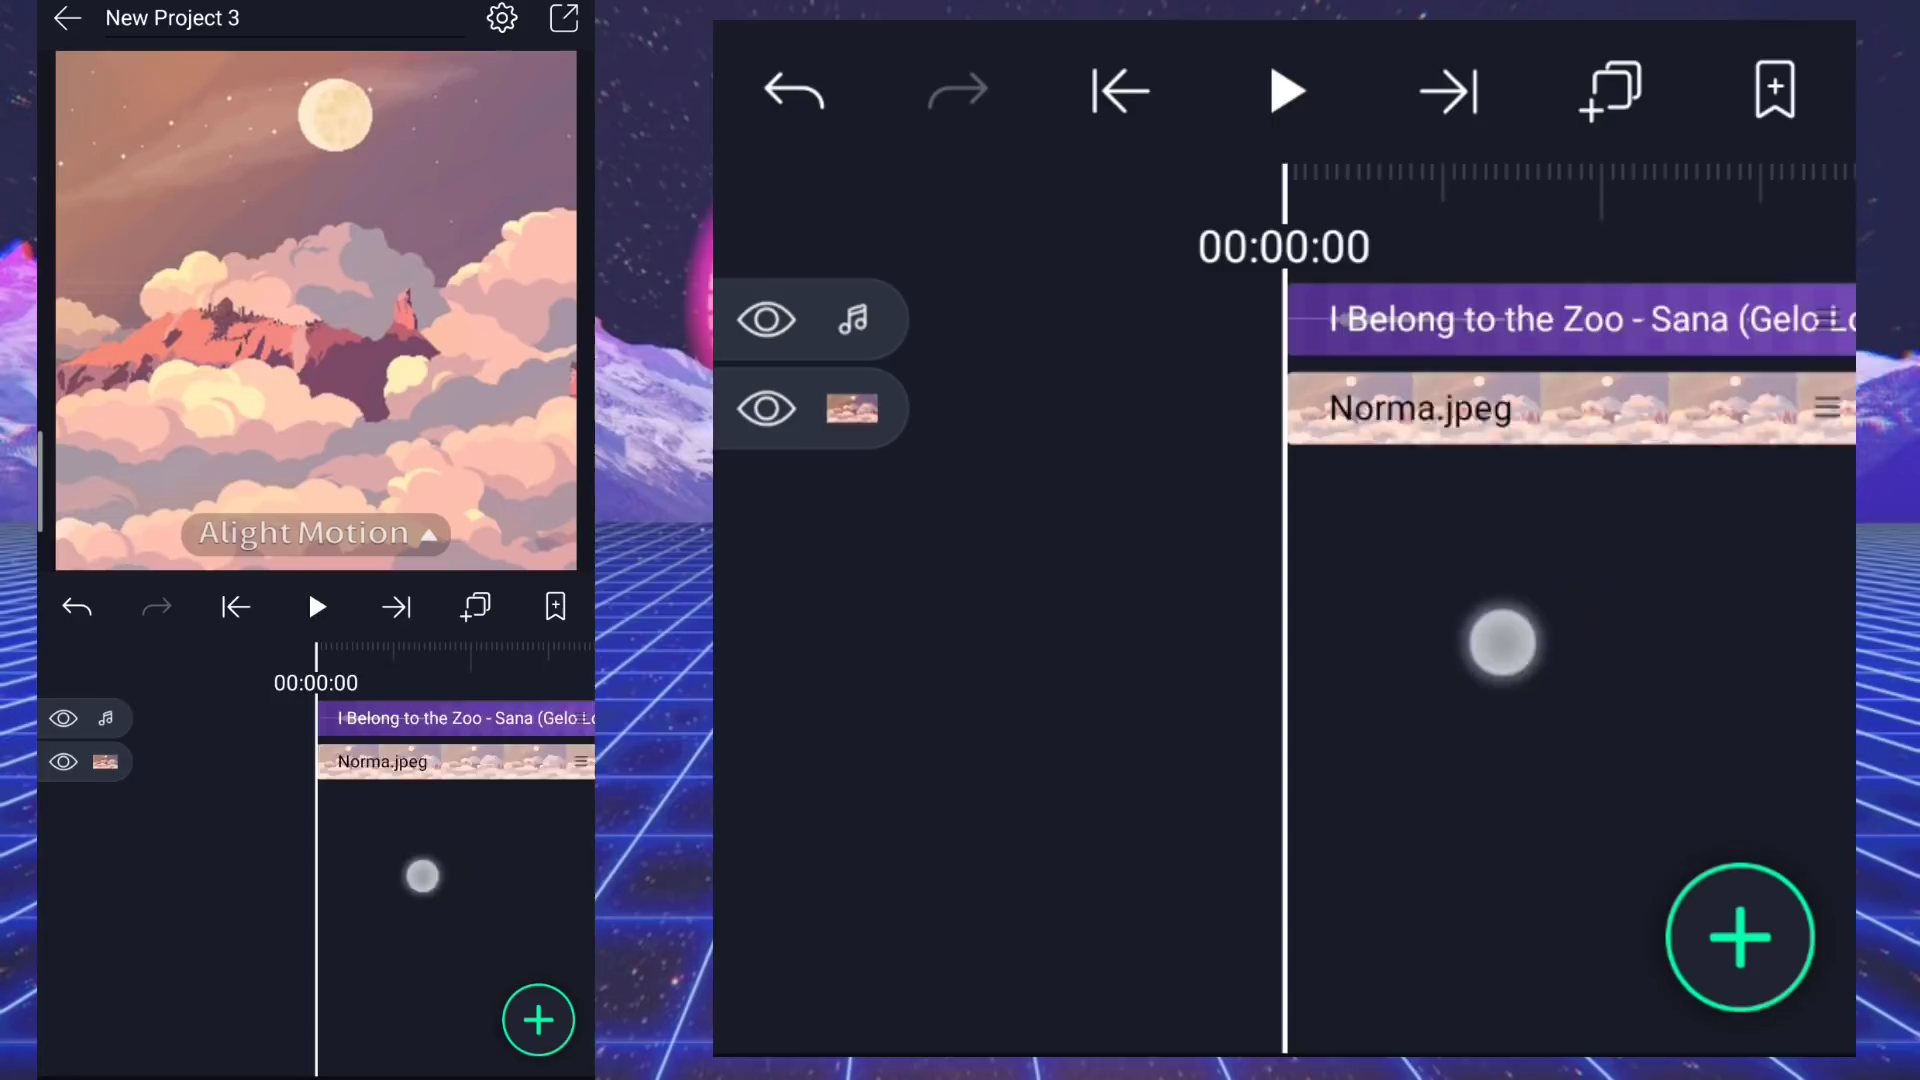 New Project 3
Alight Motion
00:00:00
I Belong to the Zoo - Sana (Gelo
Norma.jpeg
00:00:00
I Belong to the Zoo - Sana (Gelo
Norma.jpeg